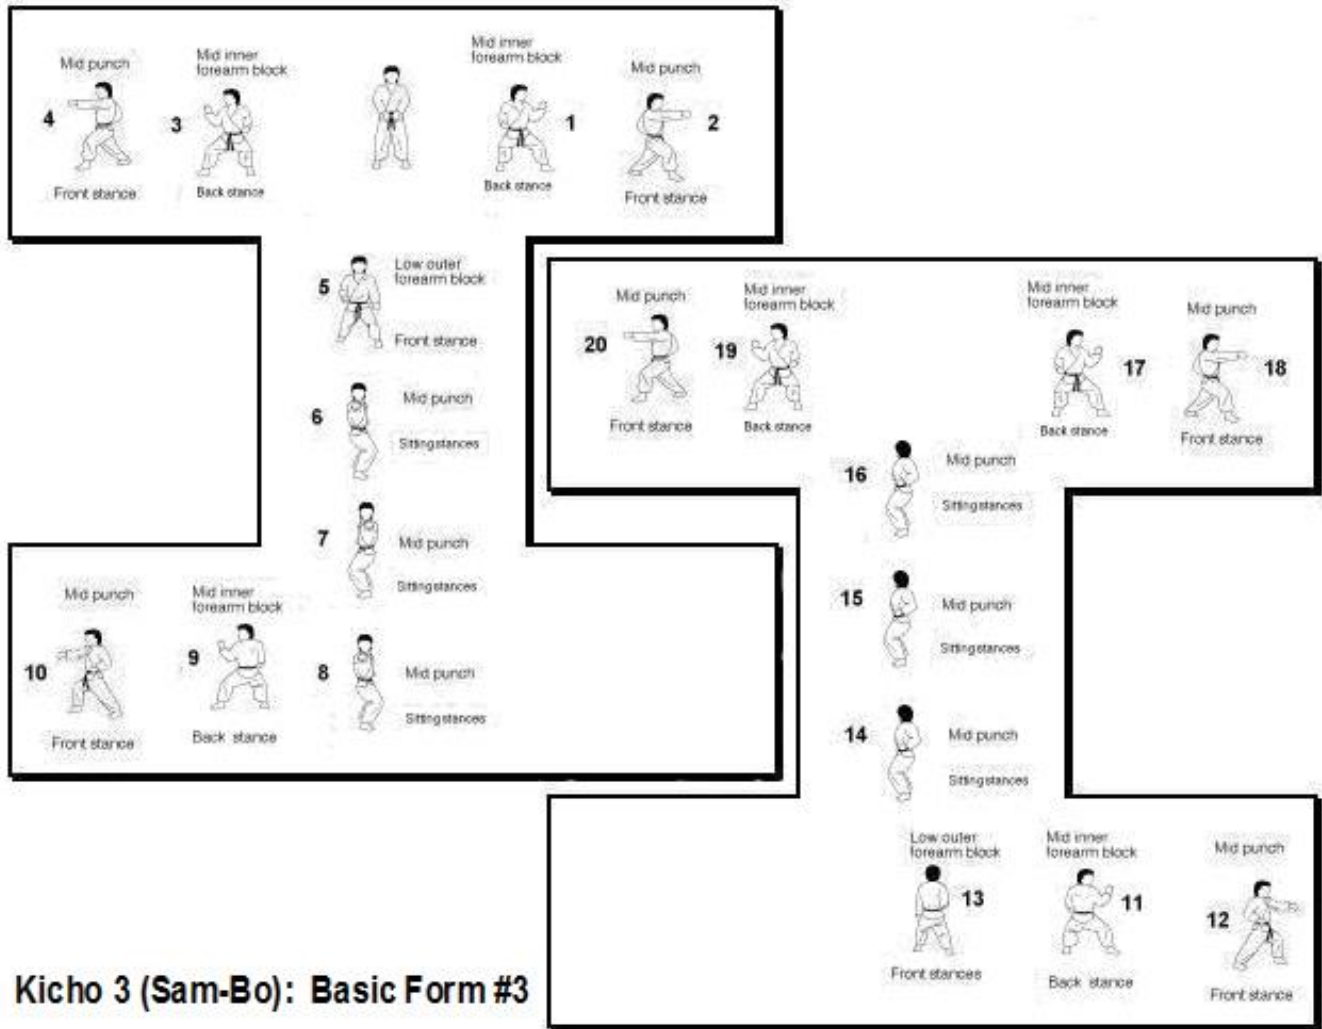 Mid punch
4
Front stance
Mid inner
forearm block
3
Back stance
Mid inner
forearm block
1
Back stance
Mid punch
2
Front stance
5
Low outer
forearm block
Front stance
6
Mid punch
Sittingstances
7
Mid punch
Sittingstances
8
Mid punch
Sittingstances
Mid inner
forearm block
9
Back stance
Mid punch
10
Front stance
Mid punch
20
Front stance
Mid inner
forearm block
19
Back stance
Mid inner
forearm block
17
Back stance
Mid punch
18
Front stance
16
Mid punch
Sittingstances
15
Mid punch
Sittingstances
14
Mid punch
Sittingstances
Low outer
forearm block
13
Front stances
Mid inner
forearm block
11
Back stance
Mid punch
12
Front stance
Kicho 3 (Sam-Bo): Basic Form #3